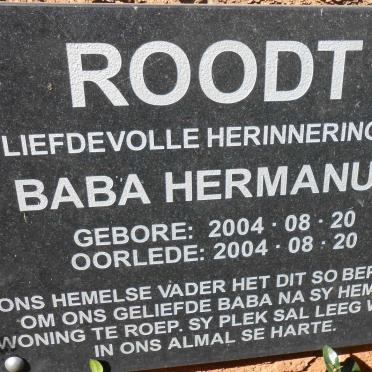 ROODT
LIEFDEVOLLE HERINNERING
BABA HERMANU
GEBORE: 2004 · 08 · 20
OORLEDE: 2004 · 08 · 20
ONS HEMELSE VADER HET DIT SO BE
OM ONS GELIEFDE BABA NA SY HEM
WONING TE ROEP. SY PLEK SAL LEEG
IN ONS ALMAL SE HARTE.